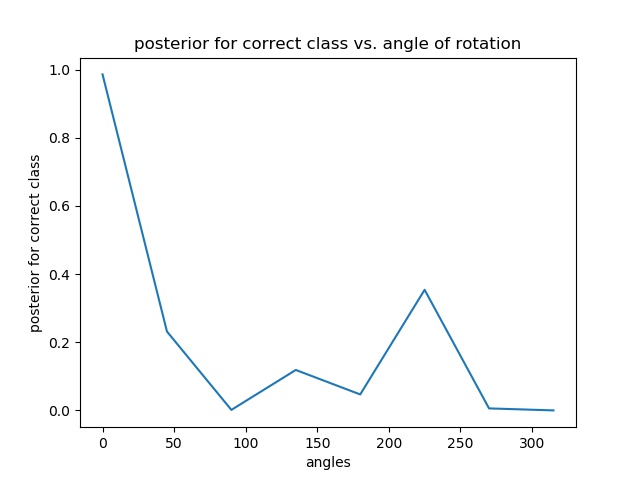 posterior for correct class vs. angle of rotation
1.0
0.8
0.6
0.4
0.2
0.0
posterior for correct class
0 50 100 150 200 250 300
angles